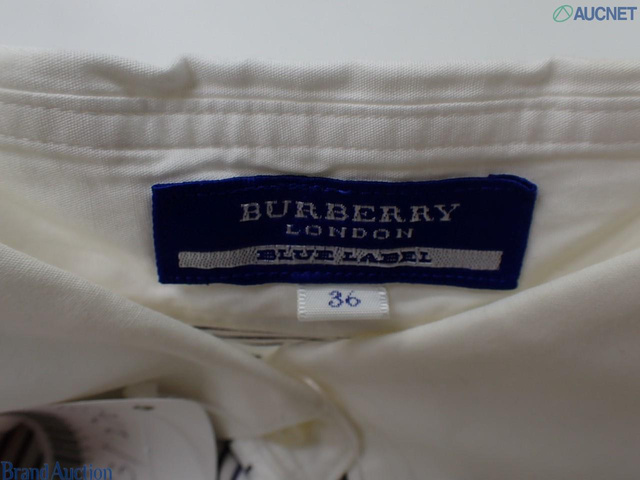 AUCNET
BURBERRY
LONDON
BLUE LABEL
36
Brand Auction